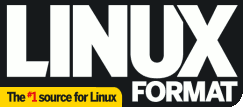 LINUX
FORMAT
The #1 source for Linux